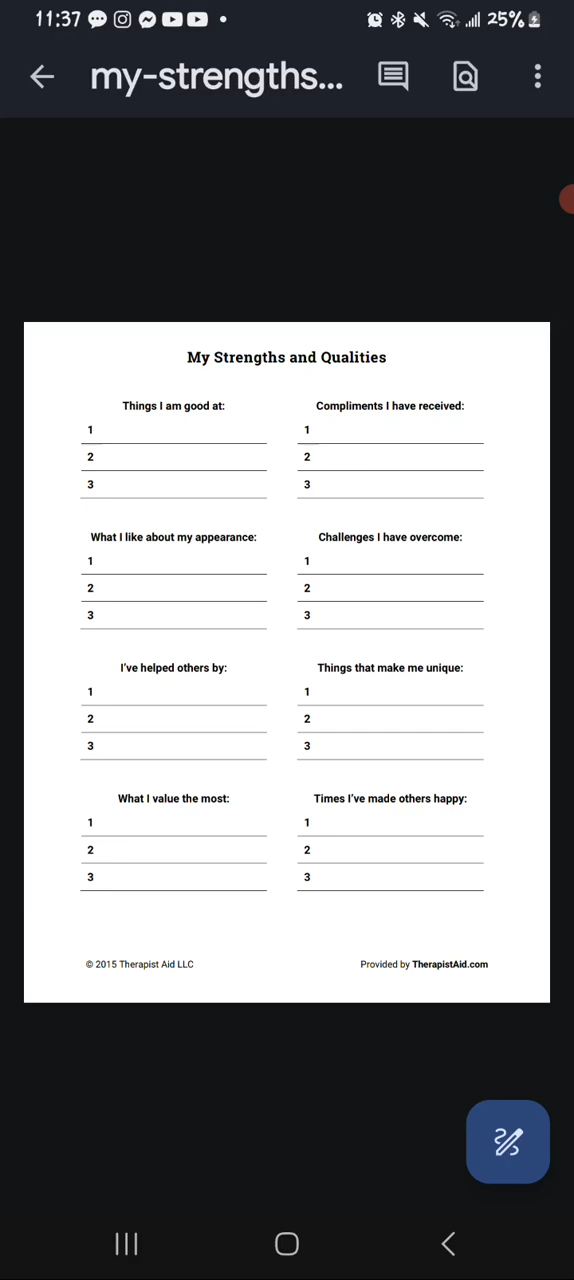 11:37 25%
my-strengths...
My Strengths and Qualities
Things I am good at:
1
2
3
Compliments I have received:
1
2
3
What I like about my appearance:
1
2
3
Challenges I have overcome:
1
2
3
I've helped others by:
1
2
3
Things that make me unique:
1
2
3
What I value the most:
1
2
3
Times I've made others happy:
1
2
3
© 2015 Therapist Aid LLC
Provided by TherapistAid.com